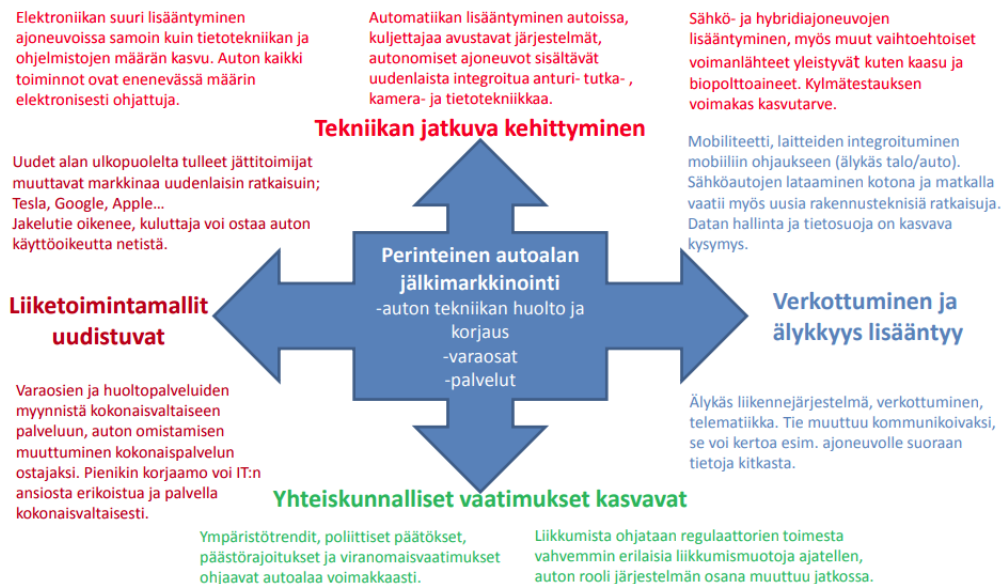 Elektroniikan suuri lisääntyminen
ajoneuvoissa samoin kuin tietotekniikan ja
ohjelmistojen määrän kasvu. Auton kaikki
toiminnot ovat enenevässä määrin
elektronisesti ohjattuja.
Automatiikan lisääntyminen autoissa,
kuljettajaa avustavat järjestelmät,
autonomiset ajoneuvot sisältävät
uudenlaista integroitua anturi- tutka- ,
kamera- ja tietotekniikkaa.
Sähkö- ja hybridiajoneuvojen
lisääntyminen, myös muut vaihtoehtoiset
voimanlähteet yleistyvät kuten kaasu ja
biopolttoaineet. Kylmätestauksen
voimakas kasvutarve.
Tekniikan jatkuva kehittyminen
Uudet alan ulkopuolelta tulleet jättitoimijat
muuttavat markkinaa uudenlaisin ratkaisuin;
Tesla, Google, Apple...
Jakelutie oikenee, kuluttaja voi ostaa auton
käyttöoikeutta netistä.
Mobiliteetti, laitteiden integroituminen
mobiiliin ohjaukseen (älykäs talo/auto).
Sähköautojen lataaminen kotona ja matkalla
vaatii myös uusia rakennusteknisiä ratkaisuja.
Datan hallinta ja tietosuoja on kasvava
kysymys.
Perinteinen autoalan
jälkimarkkinointi
-auton tekniikan huolto ja
korjaus
-varaosat
-palvelut
Liiketoimintamallit
uudistuvat
Verkottuminen ja
älykkyys lisääntyy
Varaosien ja huoltopalveluiden
myynnistä kokonaisvaltaiseen
palveluun, auton omistamisen
muuttuminen kokonaispalvelun
ostajaksi. Pienikin korjaamo voi IT:n
ansiosta erikoistua ja palvella
kokonaisvaltaisesti.
Älykäs liikennejärjestelmä, verkottuminen,
telematiikka. Tie muuttuu kommunikoivaksi,
se voi kertoa esim. ajoneuvolle suoraan
tietoja kitkasta.
Yhteiskunnalliset vaatimukset kasvavat
Ympäristötrendit, poliittiset päätökset,
päästörajoitukset ja viranomaisvaatimukset
ohjaavat autoalaa voimakkaasti.
Liikkumista ohjataan regulaattorien toimesta
vahvemmin erilaisia liikkumismuotoja ajatellen,
auton rooli järjestelmän osana muuttuu jatkossa.